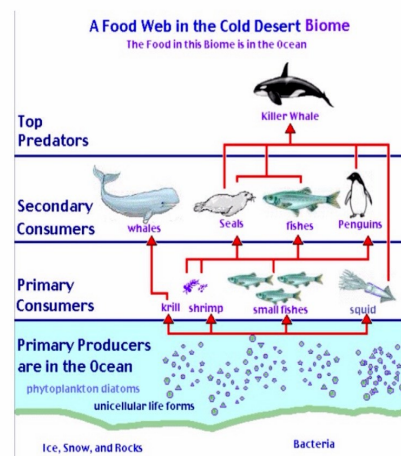 A Food Web in the Cold Desert Biome
The Food in this Biome is in the Ocean
Killer Whale
Top
Predators
Secondary
Consumers
whales
Seals
fishes
Penguins
Primary
Consumers
krill
shrimp
small fishes
squid
Primary Producers
are in the Ocean
phytoplankton diatoms
unicellular life forms
Ice, Snow, and Rocks
Bacteria